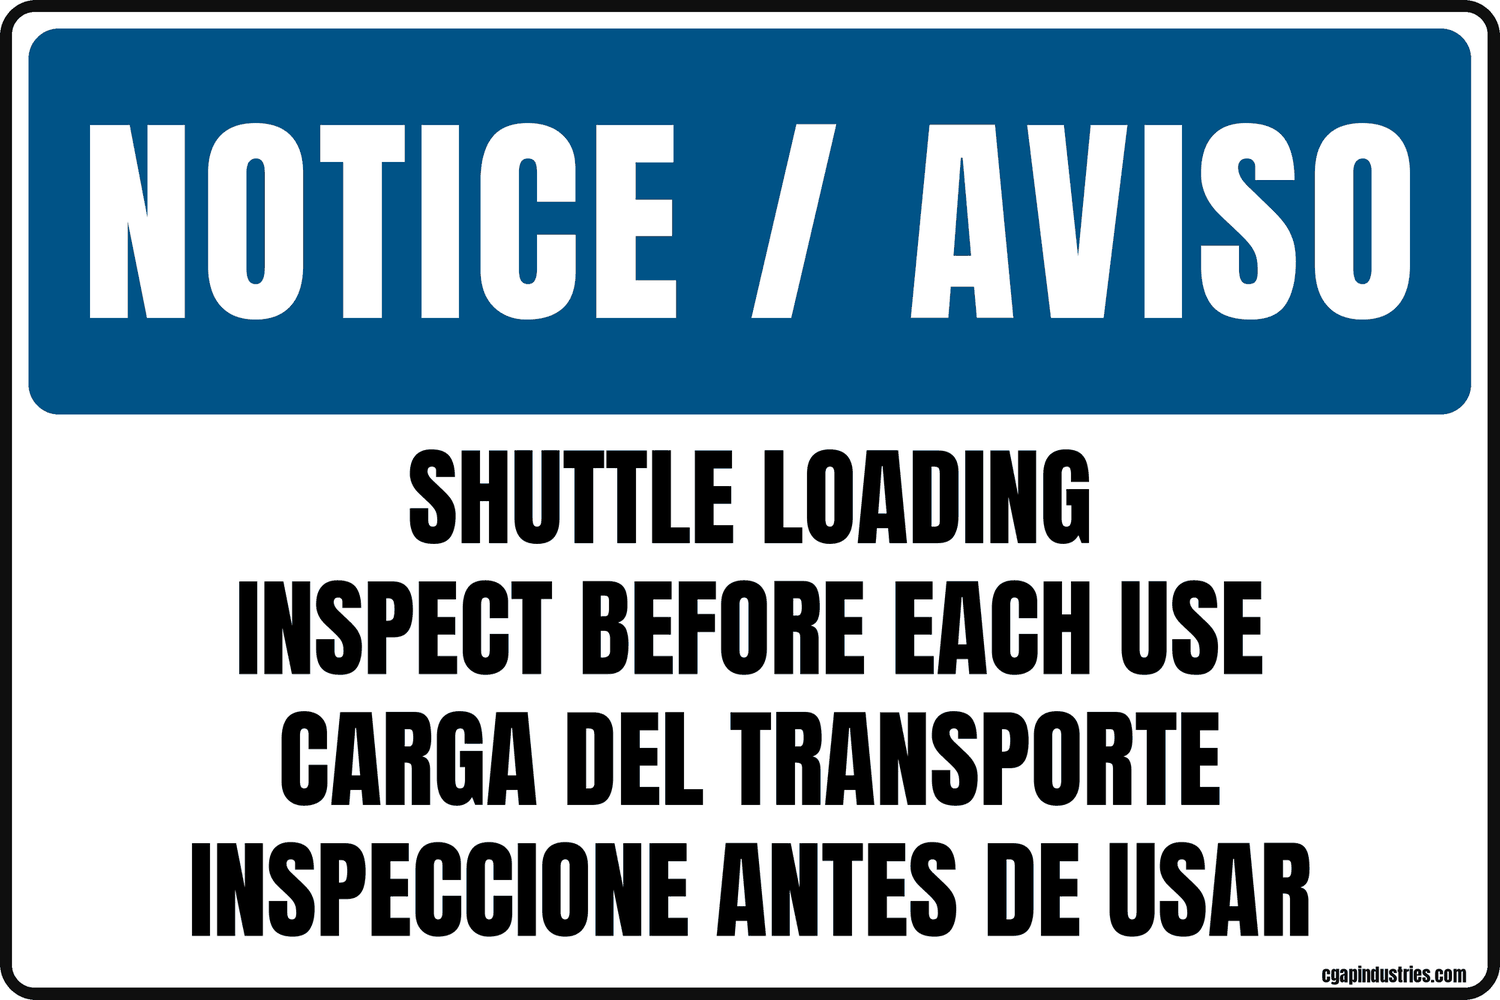 NOTICE / AVISO
SHUTTLE LOADING
INSPECT BEFORE EACH USE
CARGA DEL TRANSPORTE
INSPECCIONE ANTES DE USAR
cgapindustries.com